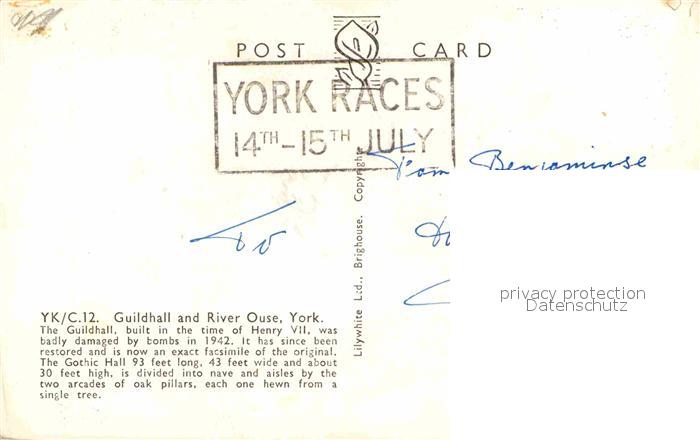 POST CARD
YORK RACES
14TH-15TH JULY
Tom
To
Lilywhite Ltd., Brighouse. Copyright
privacy protection
Datenschutz
YK/C.12. Guildhall and River Ouse, York.
The Guildhall, built in the time of Henry VII, was
badly damaged by bombs in 1942. It has since been
restored and is now an exact facsimile of the original.
The Gothic Hall 93 feet long, 43 feet wide and about
30 feet high, is divided into nave and aisles by the
two arcades of oak pillars, each one hewn from a
single tree.